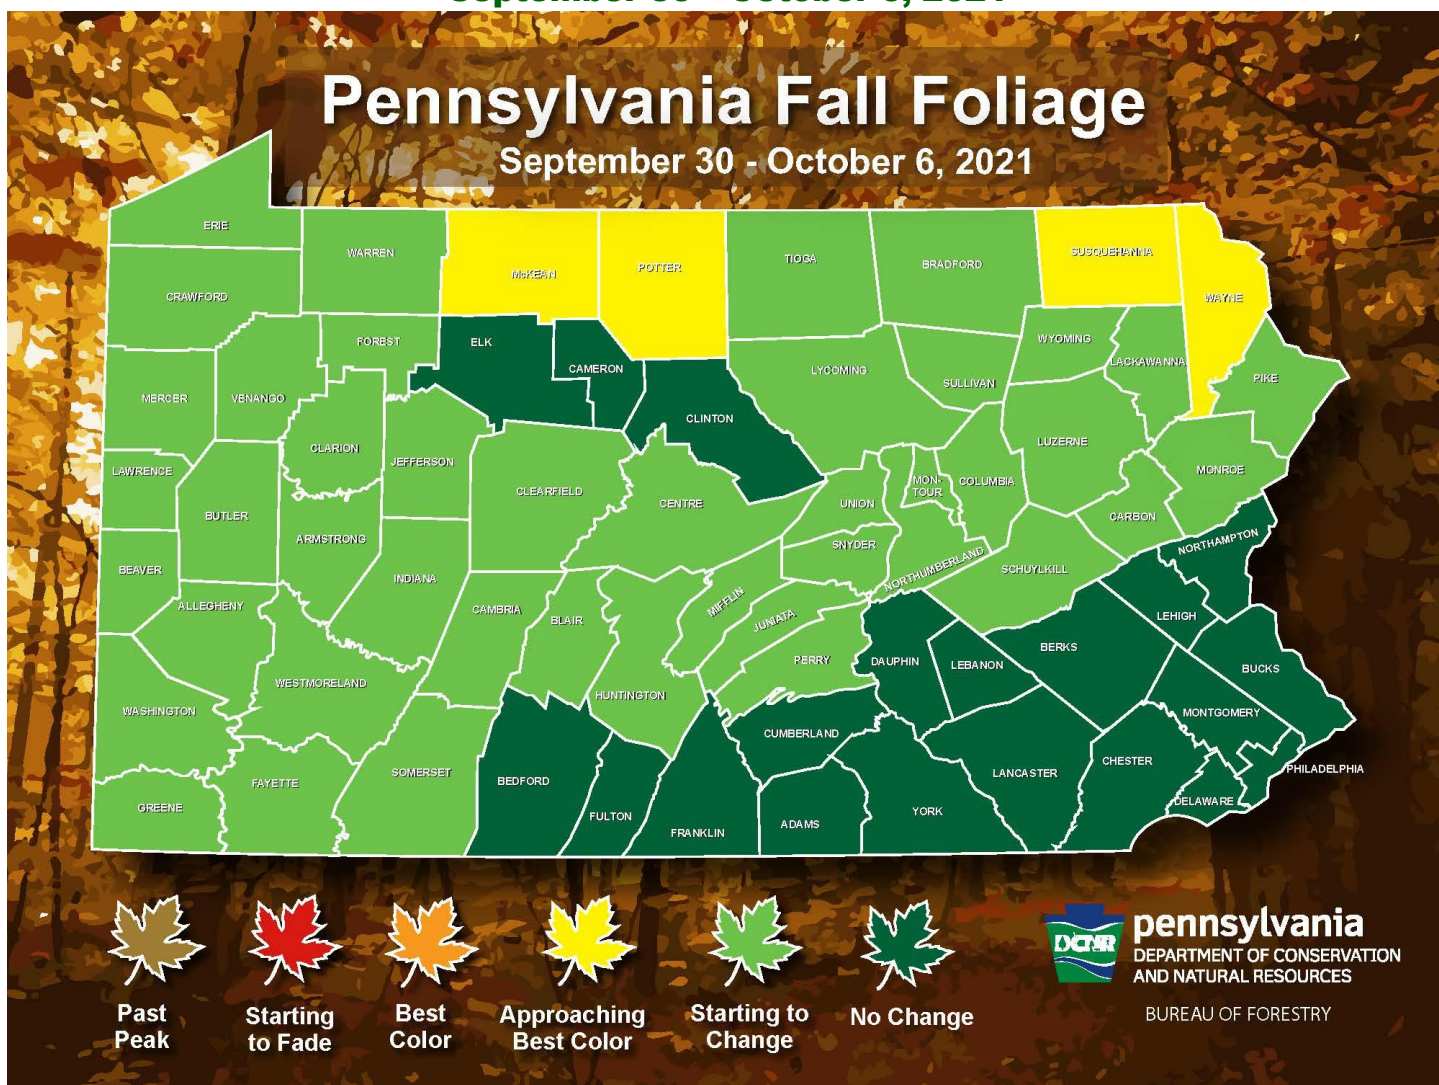 Pennsylvania Fall Foliage
September 30 - October 6, 2021
ERIE
WARREN
McKEAN
POTTER
TIOGA
BRADFORD
SUSQUEHANNA
WAYNE
CRAWFORD
FOREST
ELK
CAMERON
CLINTON
LYCOMING
SULLIVAN
WYOMING
LACKAWANNA
PIKE
MERCER
VENANGO
CLARION
JEFFERSON
CLEARFIELD
CENTRE
UNION
MON-
TOUR
COLUMBIA
LUZERNE
MONROE
LAWRENCE
BUTLER
ARMSTRONG
INDIANA
SNYDER
NORTHUMBERLAND
SCHUYLKILL
CARBON
NORTHAMPTON
BEAVER
ALLEGHENY
CAMBRIA
BLAIR
MIFFLIN
JUNIATA
PERRY
DAUPHIN
LEBANON
BERKS
LEHIGH
BUCKS
WASHINGTON
WESTMORELAND
HUNTINGTON
CUMBERLAND
MONTGOMERY
GREENE
FAYETTE
SOMERSET
BEDFORD
FULTON
FRANKLIN
ADAMS
YORK
LANCASTER
CHESTER
DELAWARE
PHILADELPHIA
Past
Peak
Starting
to Fade
Best
Color
Approaching
Best Color
Starting to
Change
No Change
DCNR
pennsylvania
DEPARTMENT OF CONSERVATION
AND NATURAL RESOURCES
BUREAU OF FORESTRY